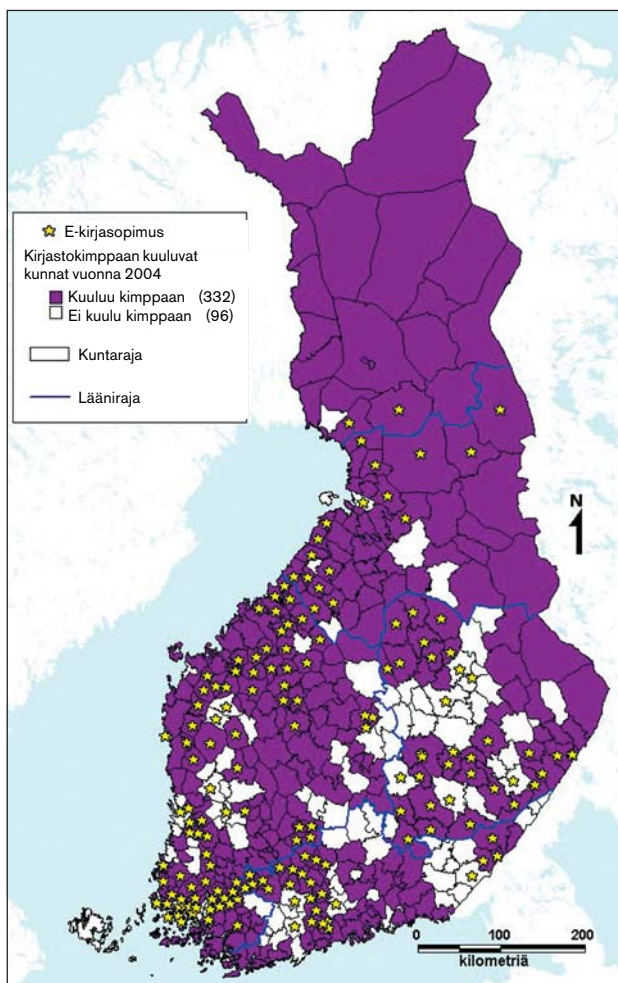 E-kirjasopimus
Kirjastokimppaan kuuluvat
kunnat vuonna 2004
Kuuluu kimppaan (332)
Ei kuulu kimppaan (96)
Kuntaraja
Lääniraja
N
0 100 200
kilometriä